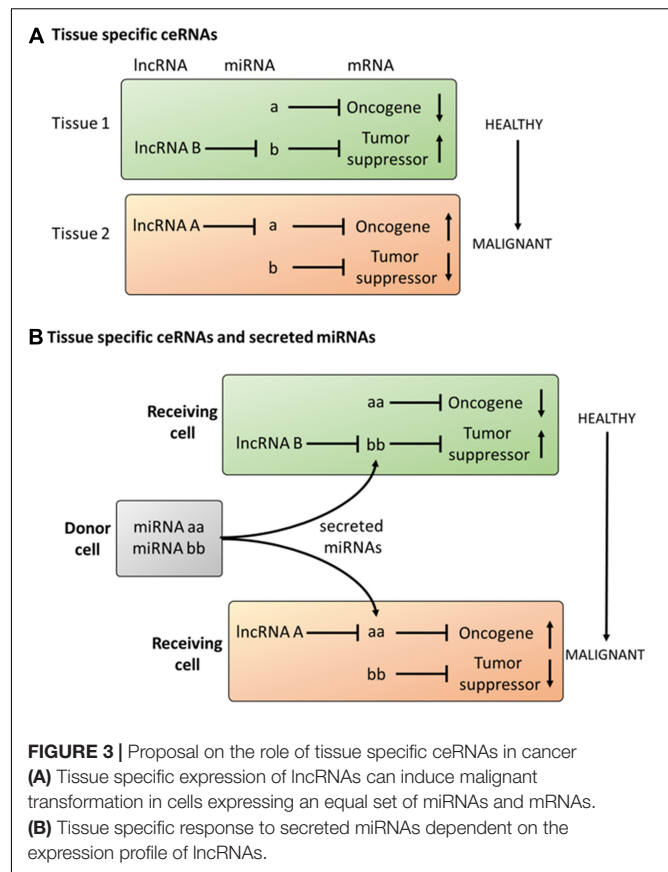 A Tissue specific ceRNAs
lncRNA miRNA mRNA
Tissue 1
a Oncogene
lncRNA B b Tumor
suppressor
HEALTHY
Tissue 2
lncRNA A a Oncogene
b Tumor
suppressor
MALIGNANT
B Tissue specific ceRNAs and secreted miRNAs
Receiving
cell
aa Oncogene
lncRNA B bb Tumor
suppressor
HEALTHY
Donor
cell
miRNA aa
miRNA bb
secreted
miRNAs
Receiving
cell
lncRNA A aa Oncogene
bb Tumor
suppressor
MALIGNANT
FIGURE 3 | Proposal on the role of tissue specific ceRNAs in cancer
(A) Tissue specific expression of lncRNAs can induce malignant
transformation in cells expressing an equal set of miRNAs and mRNAs.
(B) Tissue specific response to secreted miRNAs dependent on the
expression profile of lncRNAs.